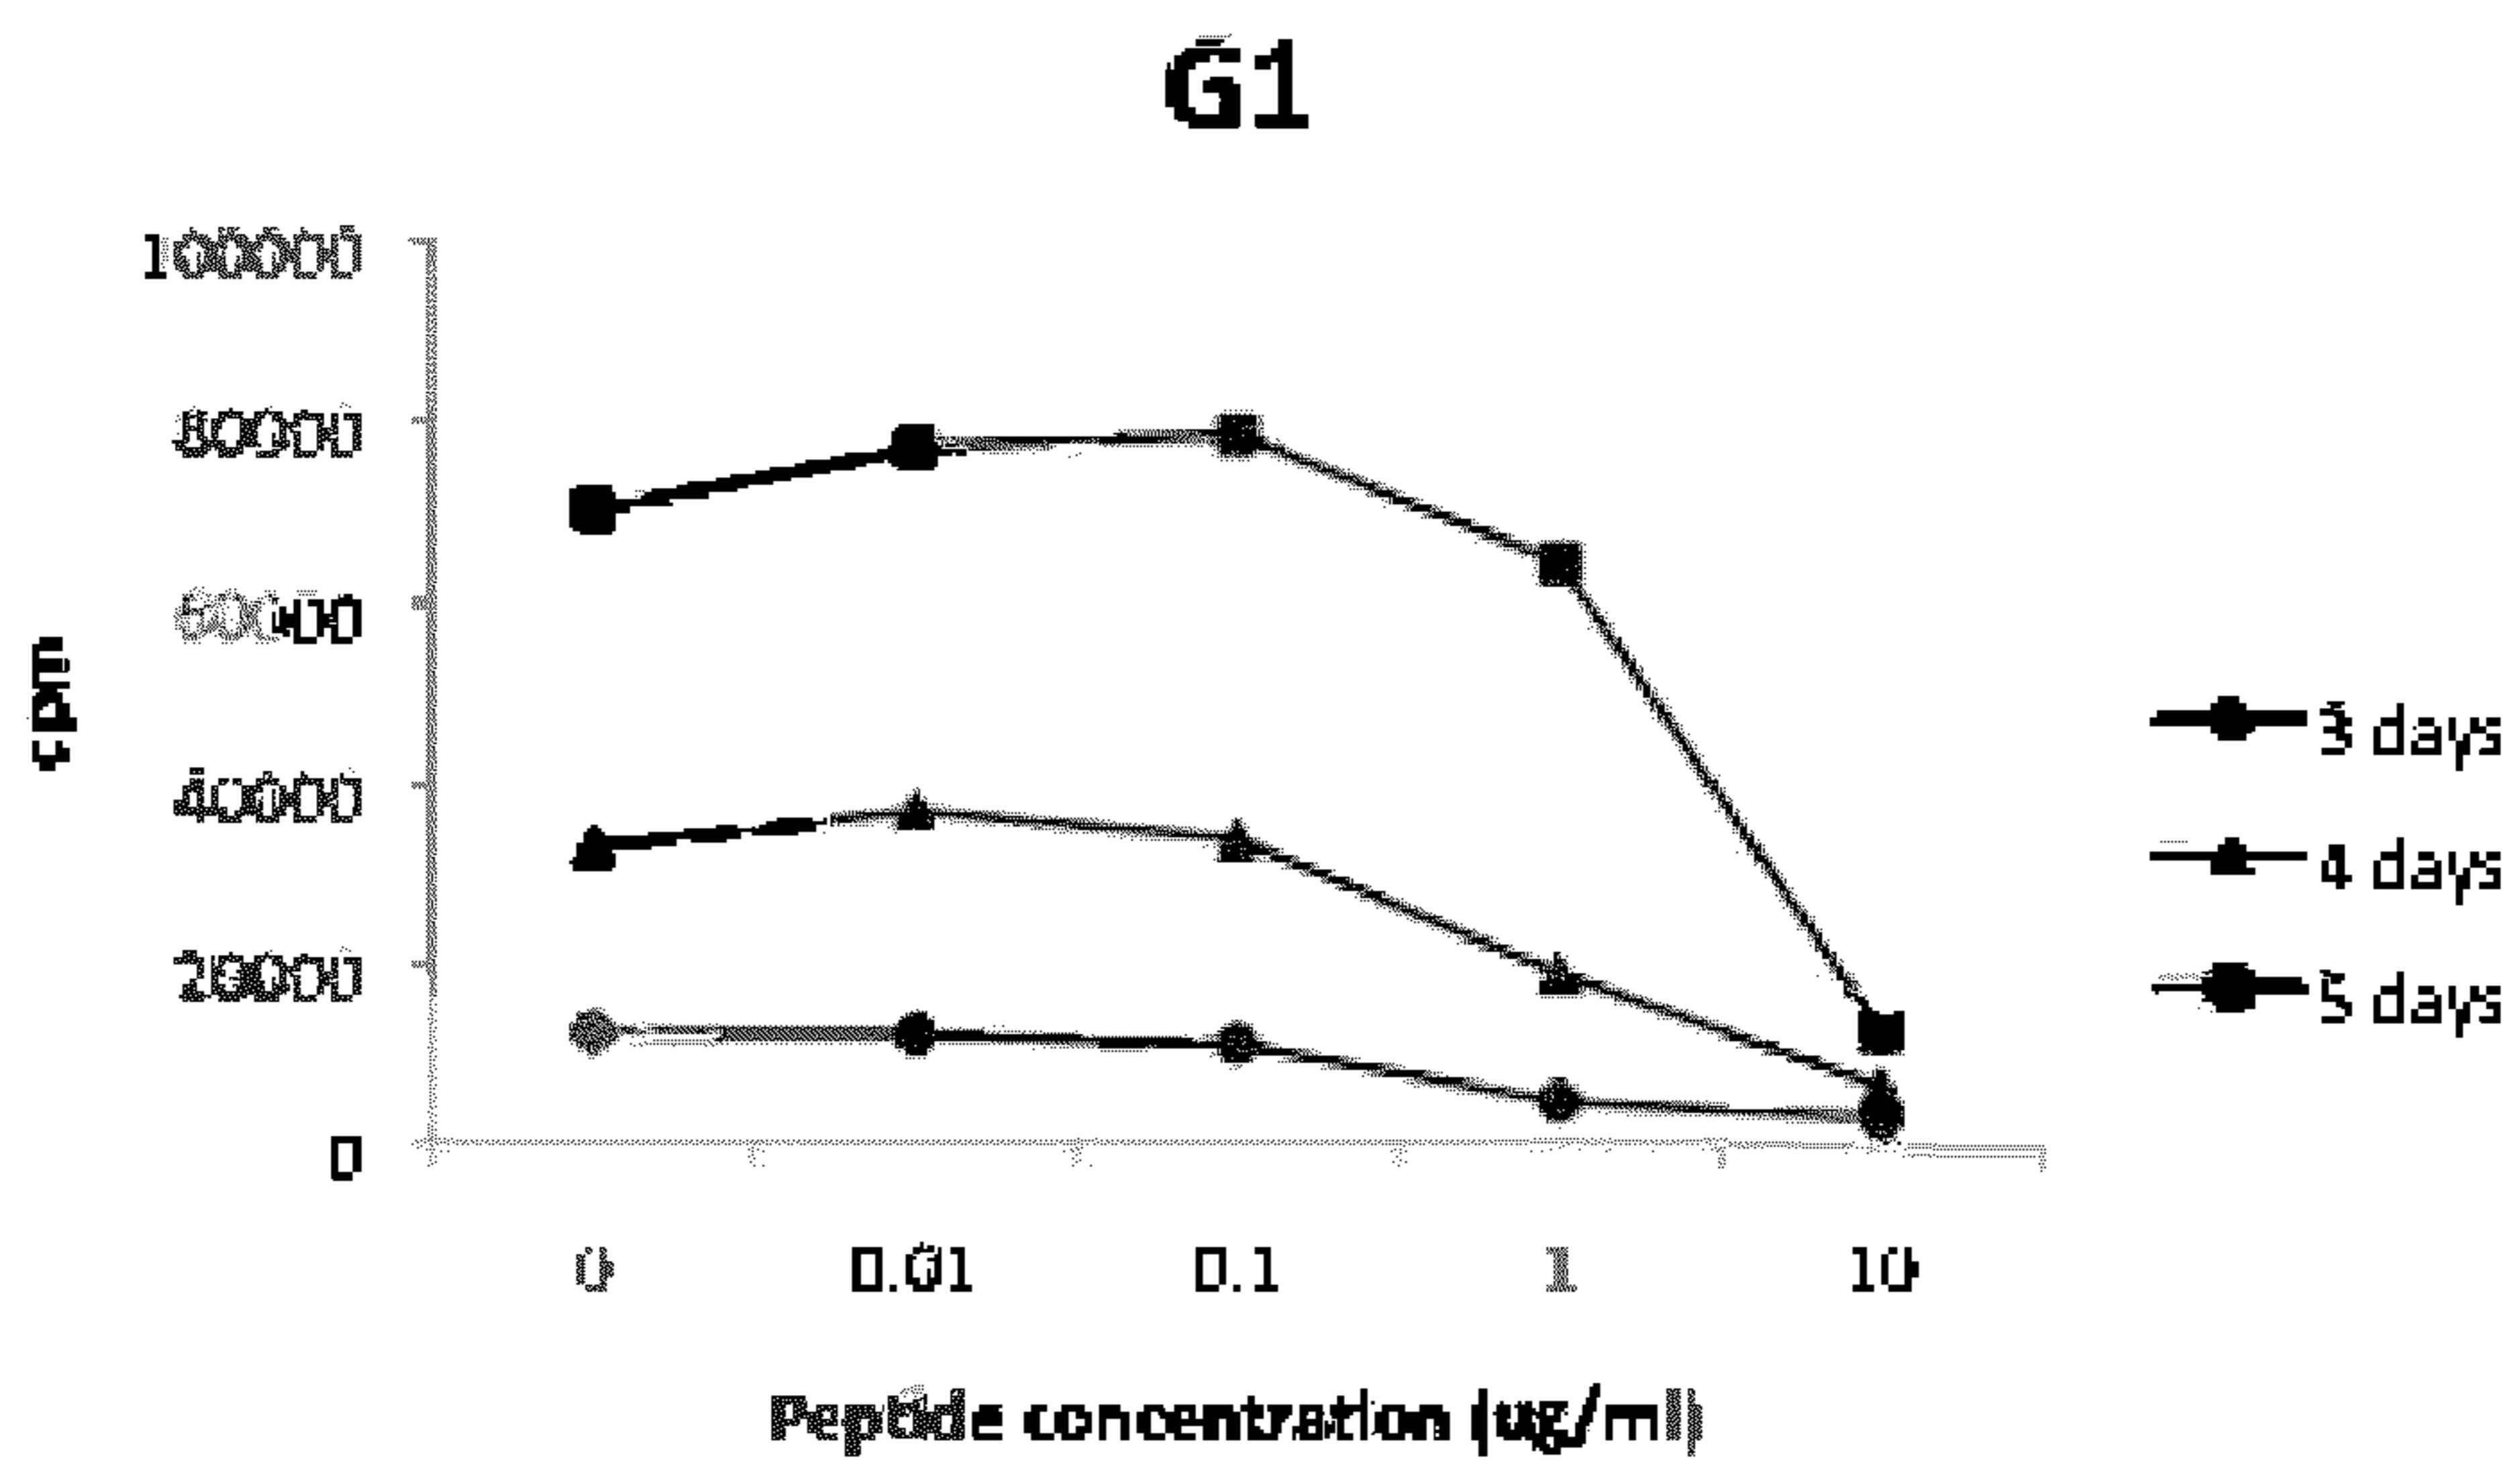 G1
100000
80000
60000
40000
20000
0
cpm
0 0.01 0.1 1 10
Peptide concentration (ug/ml)
3 days
4 days
5 days